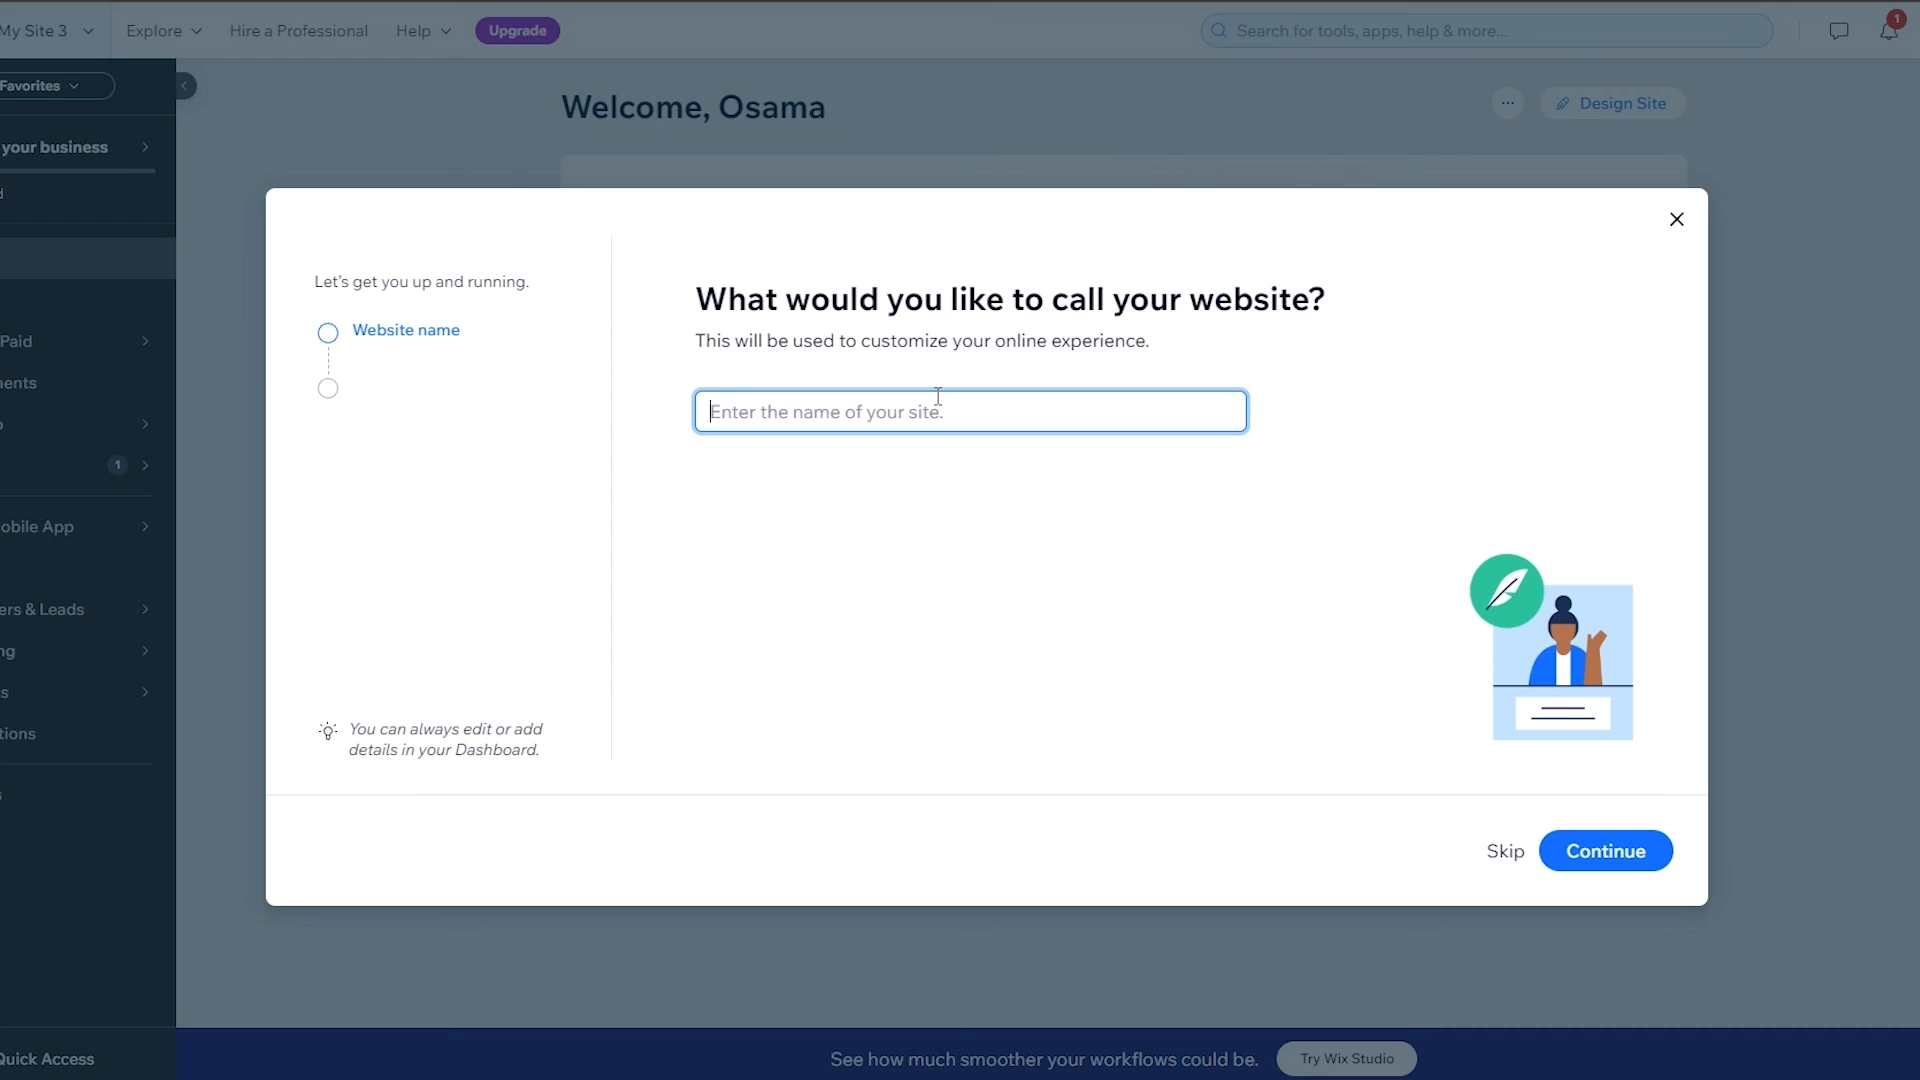 My Site 3
Explore
Hire a Professional
Help
Upgrade
Search for tools, apps, help & more...
1
Favorites
your business
d
Paid
nents
o
1
obile App
ers & Leads
ng
s
tions
s
Quick Access
Welcome, Osama
...
Design Site
Let's get you up and running.
Website name
You can always edit or add
details in your Dashboard.
What would you like to call your website?
This will be used to customize your online experience.
Enter the name of your site.
Skip
Continue
See how much smoother your workflows could be.
Try Wix Studio